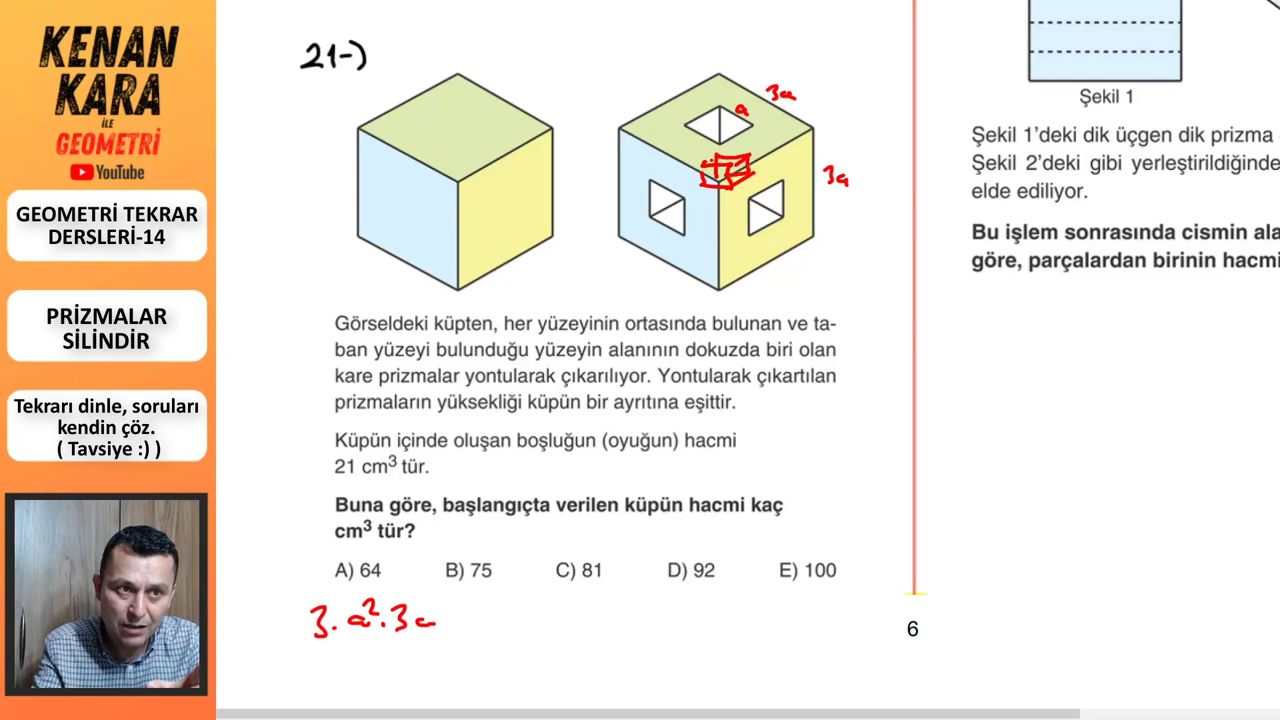 KENAN
KARA
İLE
GEOMETRİ
YouTube
GEOMETRİ TEKRAR
DERSLERİ-14
PRİZMALAR
SİLİNDİR
Tekrarı dinle, soruları
kendin çöz.
( Tavsiye :) )
21-)
a
3a
3a
Görseldeki küpten, her yüzeyinin ortasında bulunan ve ta-
ban yüzeyi bulunduğu yüzeyin alanının dokuzda biri olan
kare prizmalar yontularak çıkarılıyor. Yontularak çıkartılan
prizmaların yüksekliği küpün bir ayrıtına eşittir.
Küpün içinde oluşan boşluğun (oyuğun) hacmi
21 cm³ tür.
Buna göre, başlangıçta verilen küpün hacmi kaç
cm³ tür?
A) 64 B) 75 C) 81 D) 92 E) 100
3. a². 3a
Şekil 1
Şekil 1'deki dik üçgen dik prizma
Şekil 2'deki gibi yerleştirildiğinde
elde ediliyor.
Bu işlem sonrasında cismin ala
göre, parçalardan birinin hacmi
6